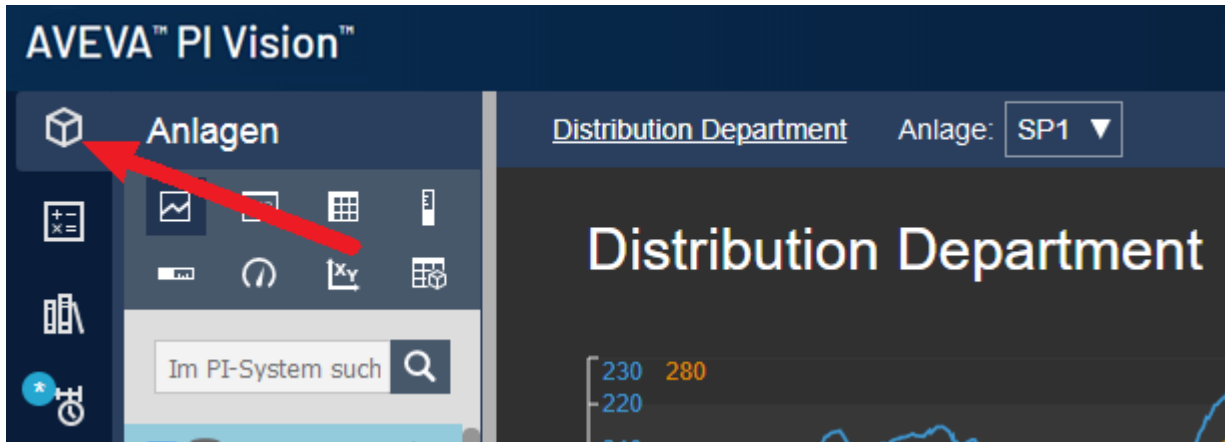 AVEVA™ PI Vision™
Anlagen
Distribution Department Anlage: SP1 ▼
Distribution Department
Im PI-System such
230 280
220